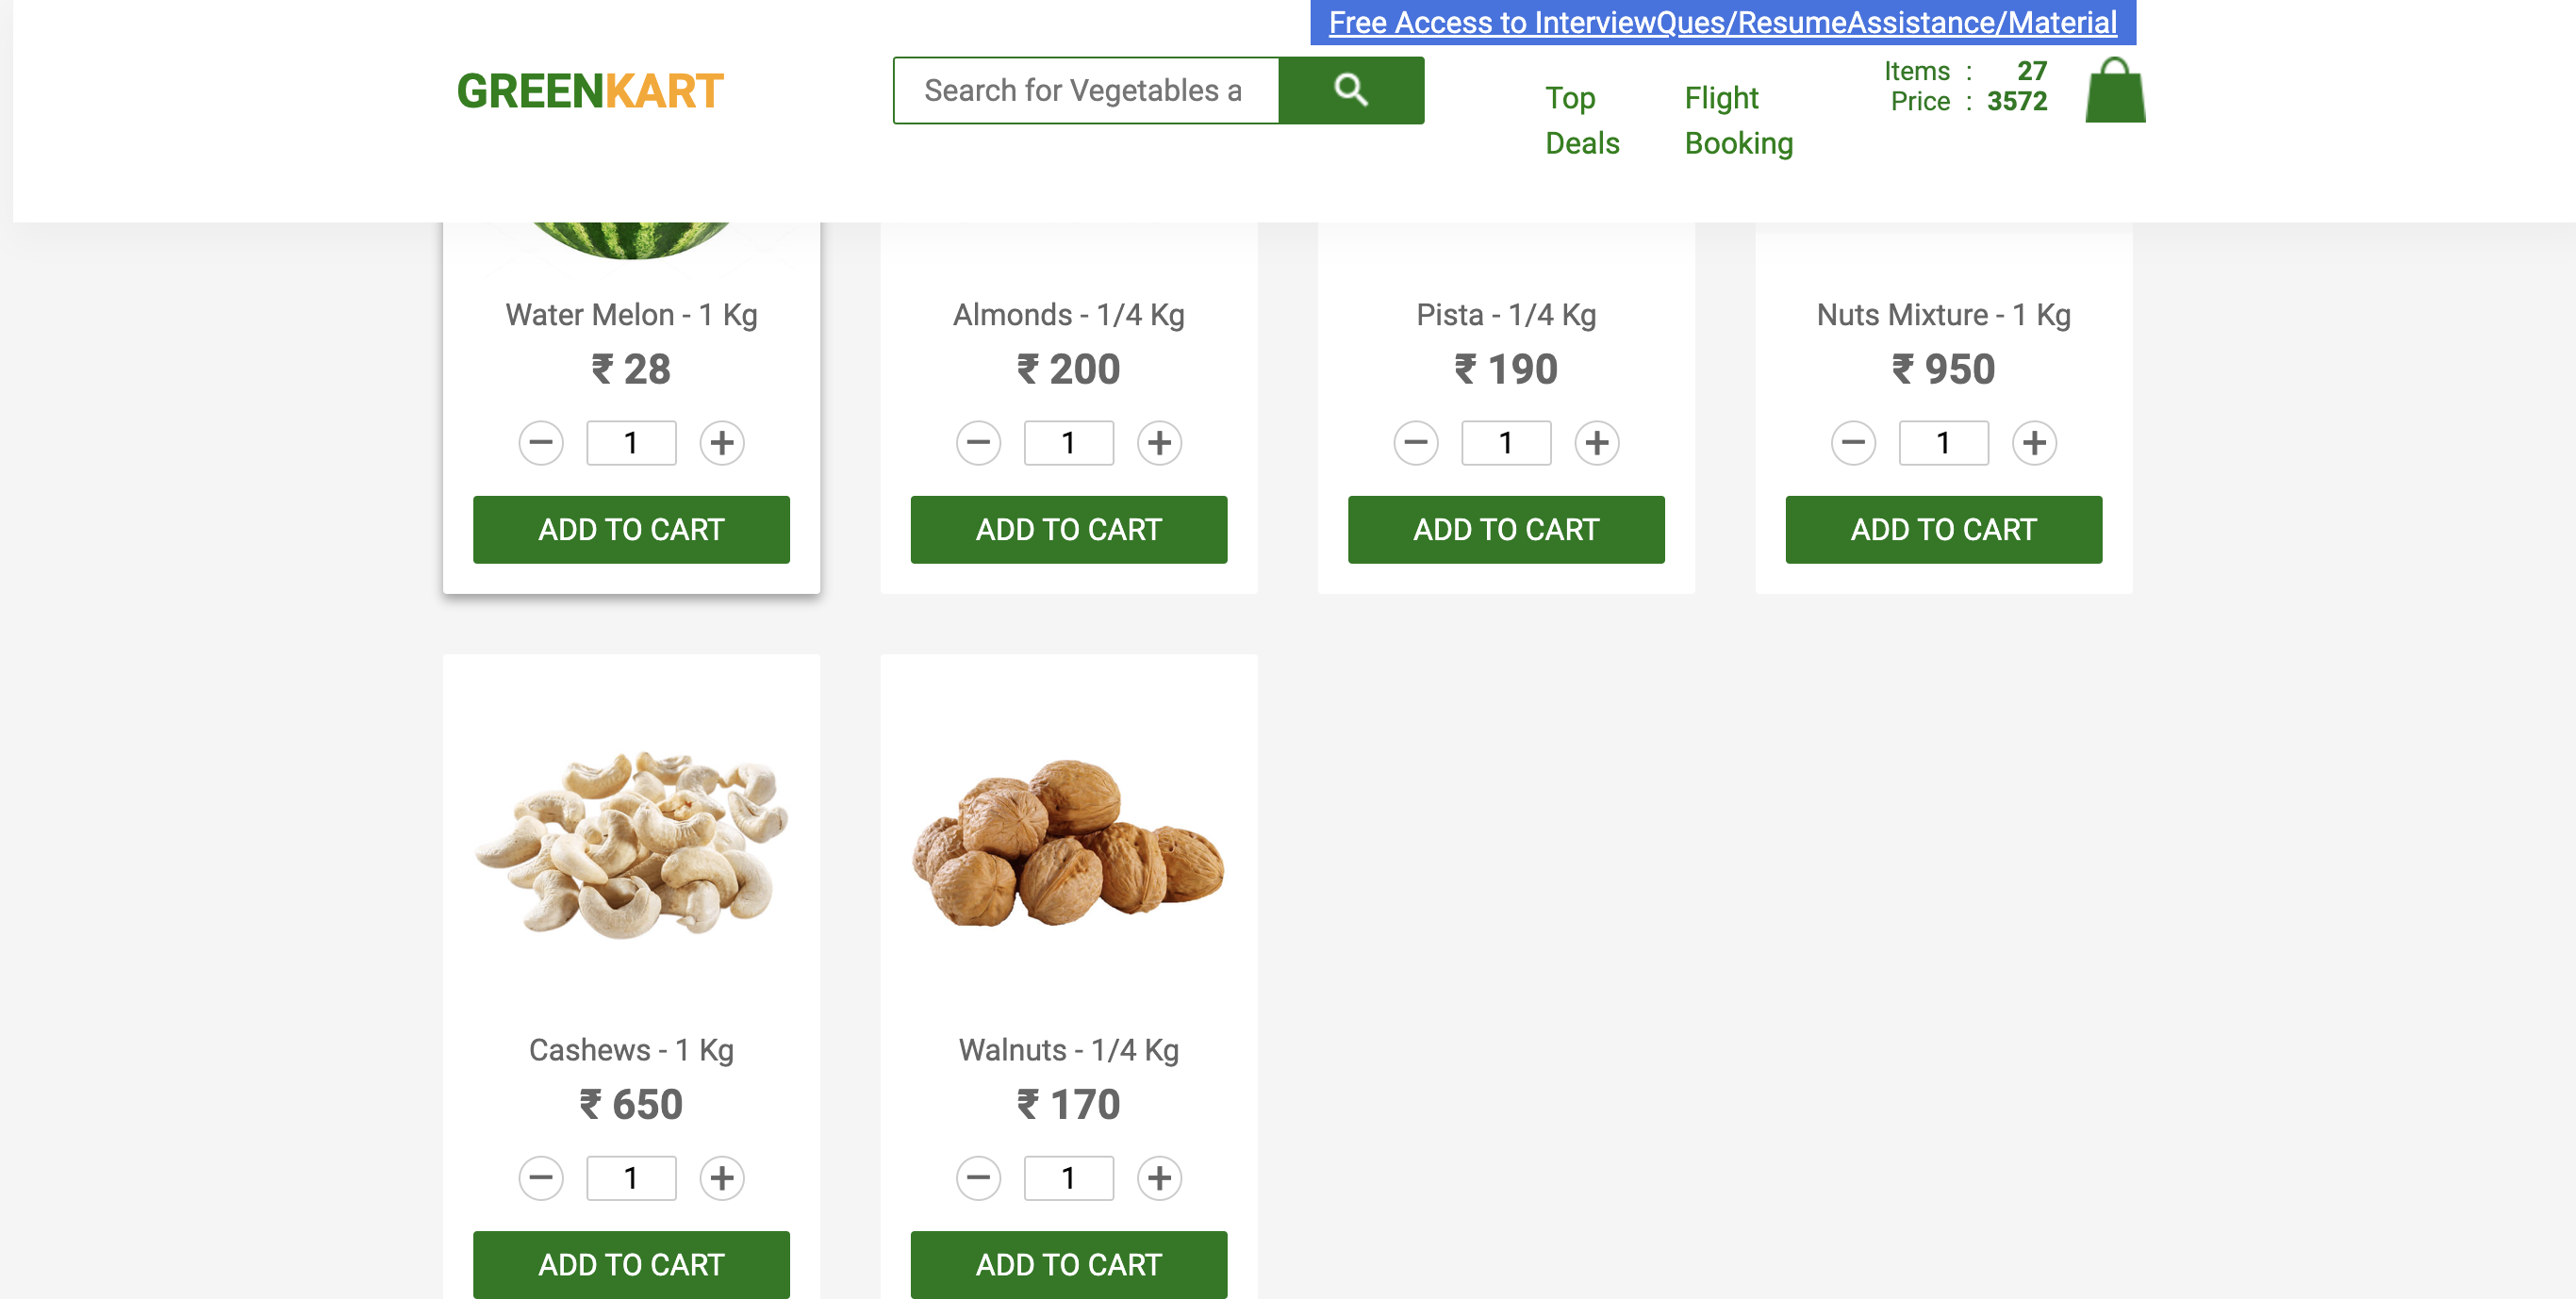 Free Access to InterviewQues/ResumeAssistance/Material
GREENKART
Search for Vegetables a
Top Deals
Flight Booking
Items : 27
Price : 3572
Water Melon - 1 Kg
₹ 28
1
ADD TO CART
Almonds - 1/4 Kg
₹ 200
1
ADD TO CART
Pista - 1/4 Kg
₹ 190
1
ADD TO CART
Nuts Mixture - 1 Kg
₹ 950
1
ADD TO CART
Cashews - 1 Kg
₹ 650
1
ADD TO CART
Walnuts - 1/4 Kg
₹ 170
1
ADD TO CART